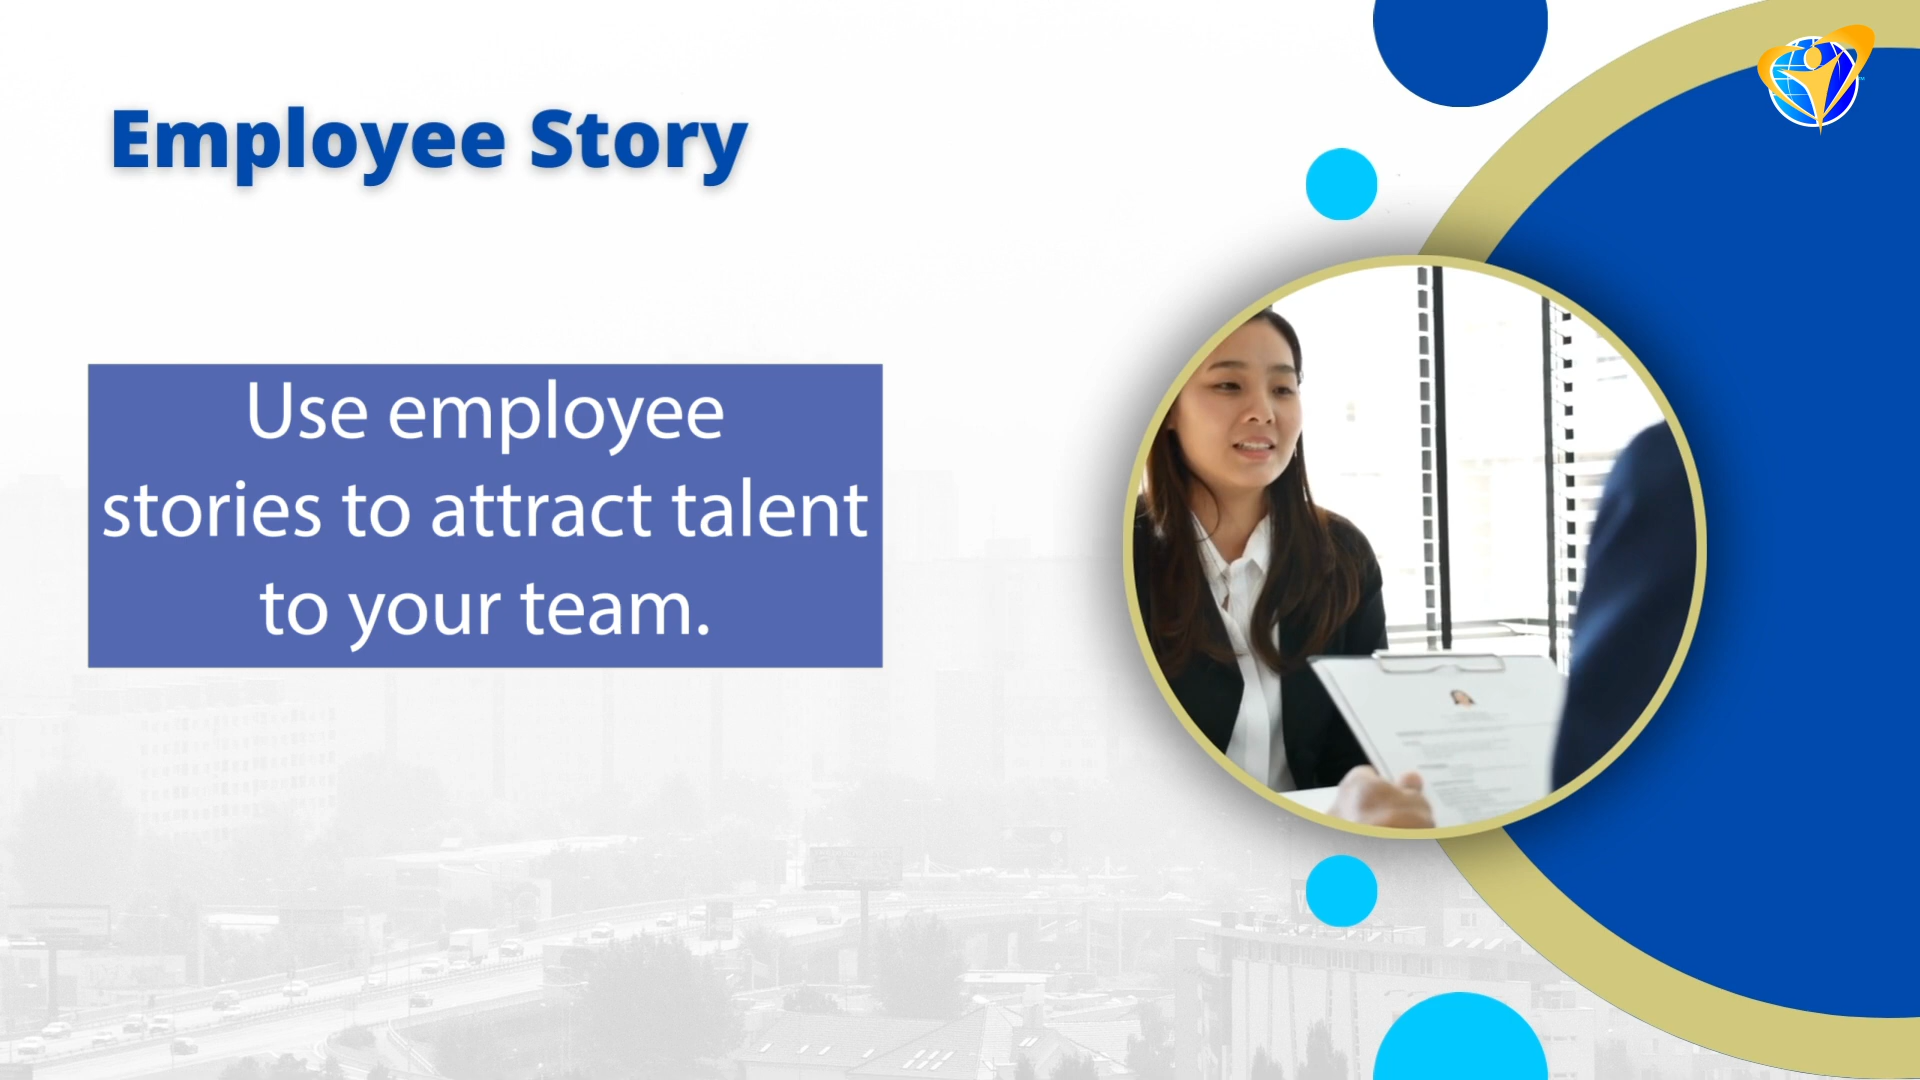 Employee Story
Use employee
stories to attract talent
to your team.